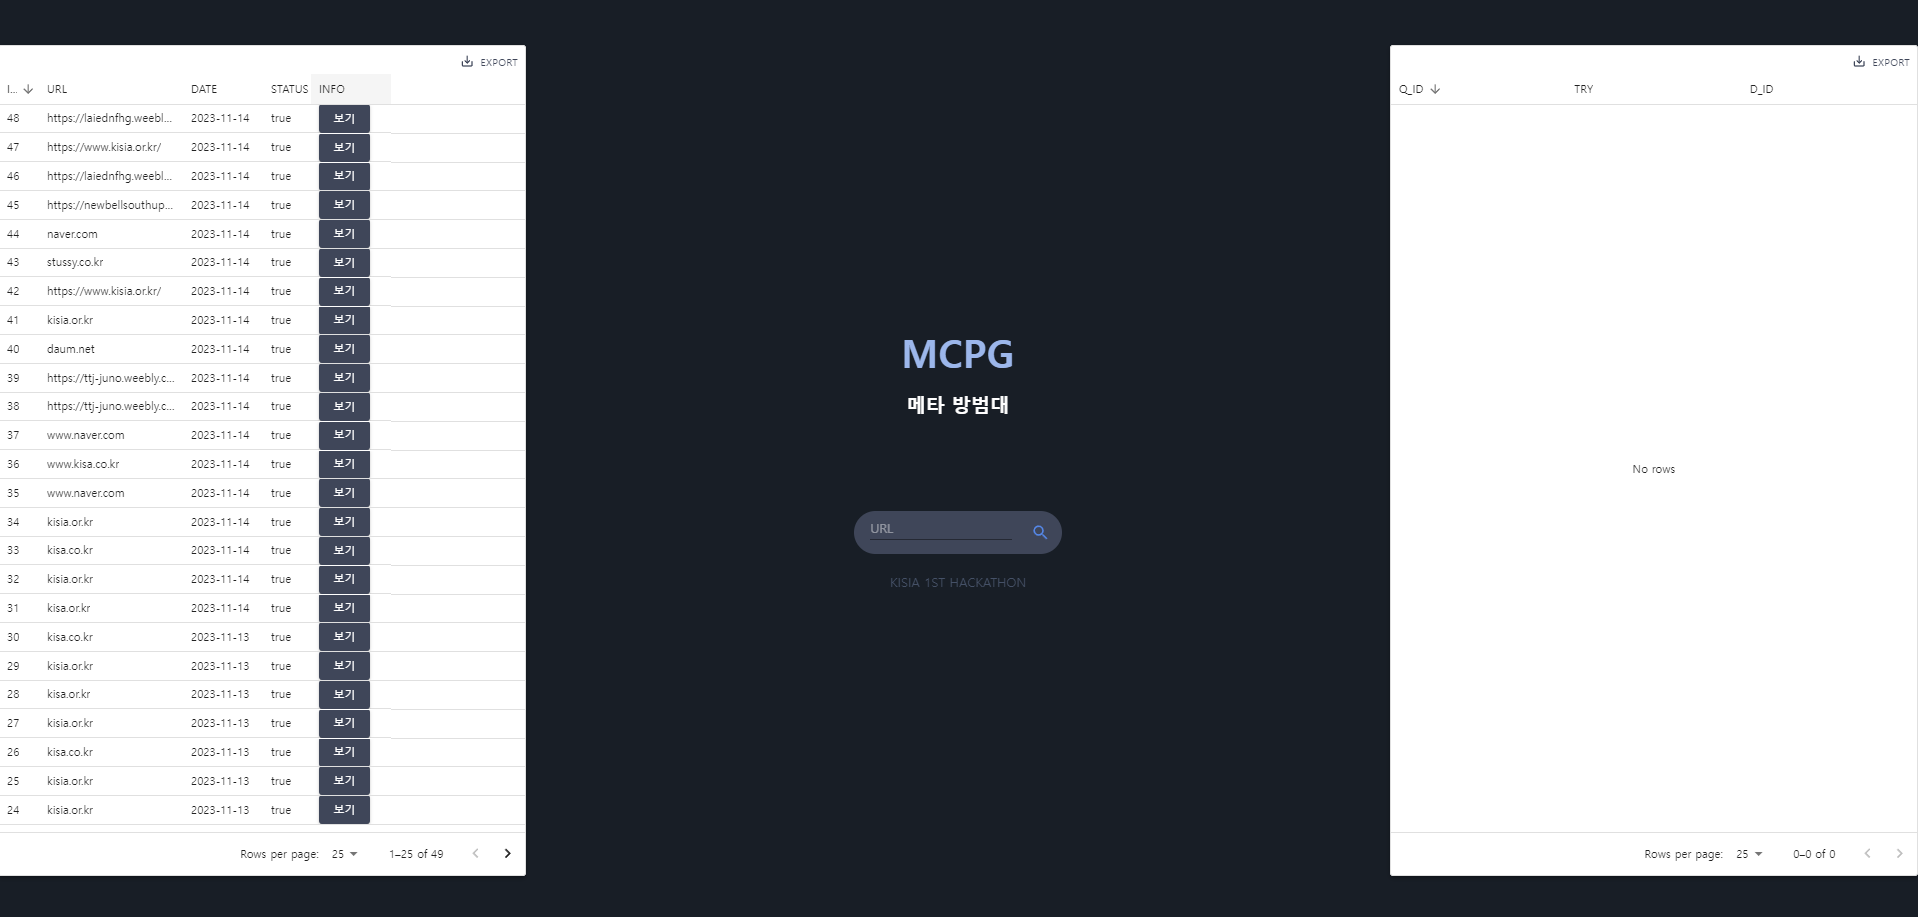 EXPORT
I... URL DATE STATUS INFO
48 https://laiednfhg.weebl... 2023-11-14 true 보기
47 https://www.kisia.or.kr/ 2023-11-14 true 보기
46 https://laiednfhg.weebl... 2023-11-14 true 보기
45 https://newbellsouthup... 2023-11-14 true 보기
44 naver.com 2023-11-14 true 보기
43 stussy.co.kr 2023-11-14 true 보기
42 https://www.kisia.or.kr/ 2023-11-14 true 보기
41 kisia.or.kr 2023-11-14 true 보기
40 daum.net 2023-11-14 true 보기
39 https://ttj-juno.weebly.c... 2023-11-14 true 보기
38 https://ttj-juno.weebly.c... 2023-11-14 true 보기
37 www.naver.com 2023-11-14 true 보기
36 www.kisa.co.kr 2023-11-14 true 보기
35 www.naver.com 2023-11-14 true 보기
34 kisia.or.kr 2023-11-14 true 보기
33 kisa.co.kr 2023-11-14 true 보기
32 kisia.or.kr 2023-11-14 true 보기
31 kisa.or.kr 2023-11-14 true 보기
30 kisa.co.kr 2023-11-13 true 보기
29 kisia.or.kr 2023-11-13 true 보기
28 kisa.or.kr 2023-11-13 true 보기
27 kisia.or.kr 2023-11-13 true 보기
26 kisa.co.kr 2023-11-13 true 보기
25 kisia.or.kr 2023-11-13 true 보기
24 kisia.or.kr 2023-11-13 true 보기
Rows per page: 25 1–25 of 49
MCPG
메타 방범대
URL
KISIA 1ST HACKATHON
EXPORT
Q_ID TRY D_ID
No rows
Rows per page: 25 0–0 of 0